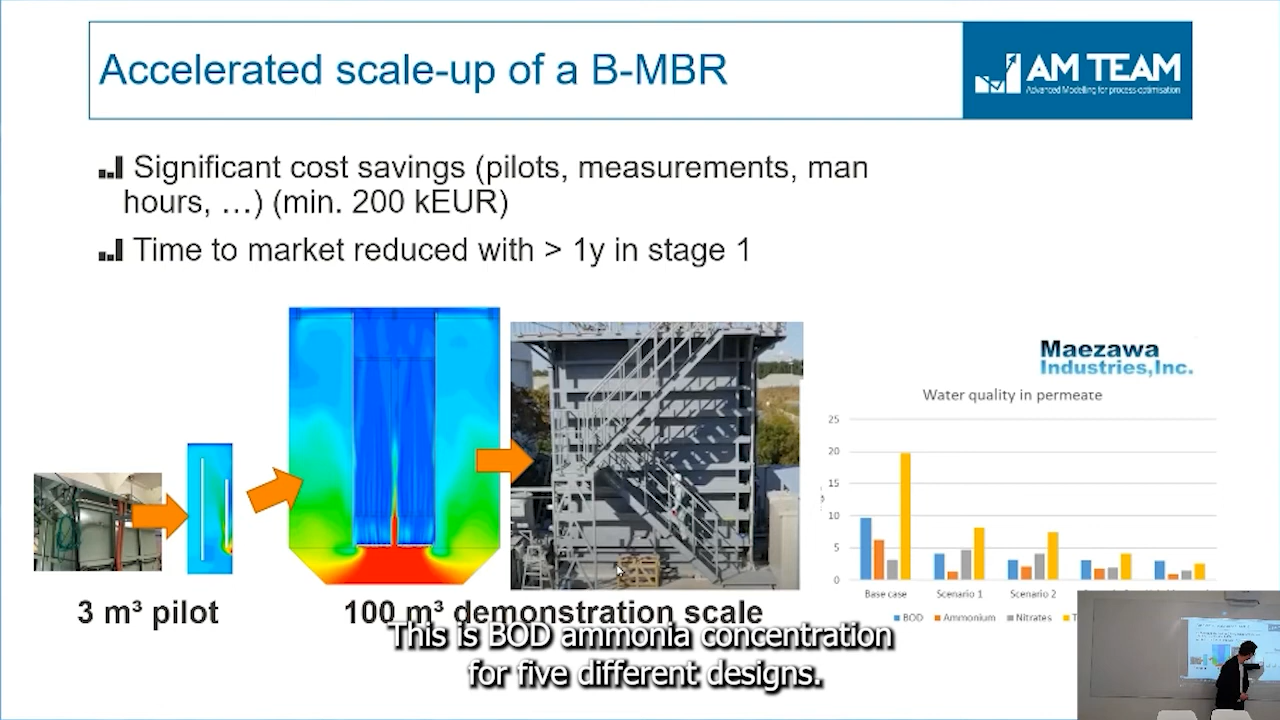 Accelerated scale-up of a B-MBR
AM TEAM
Advanced Modelling for process optimisation
Significant cost savings (pilots, measurements, man
hours, …) (min. 200 kEUR)
Time to market reduced with > 1y in stage 1
Maezawa
Industries,Inc.
Water quality in permeate
25
20
15
10
5
0
Base case Scenario 1 Scenario 2
BOD Ammonium Nitrates
3 m³ pilot
100 m³ demonstration scale
This is BOD ammonia concentration
for five different designs.